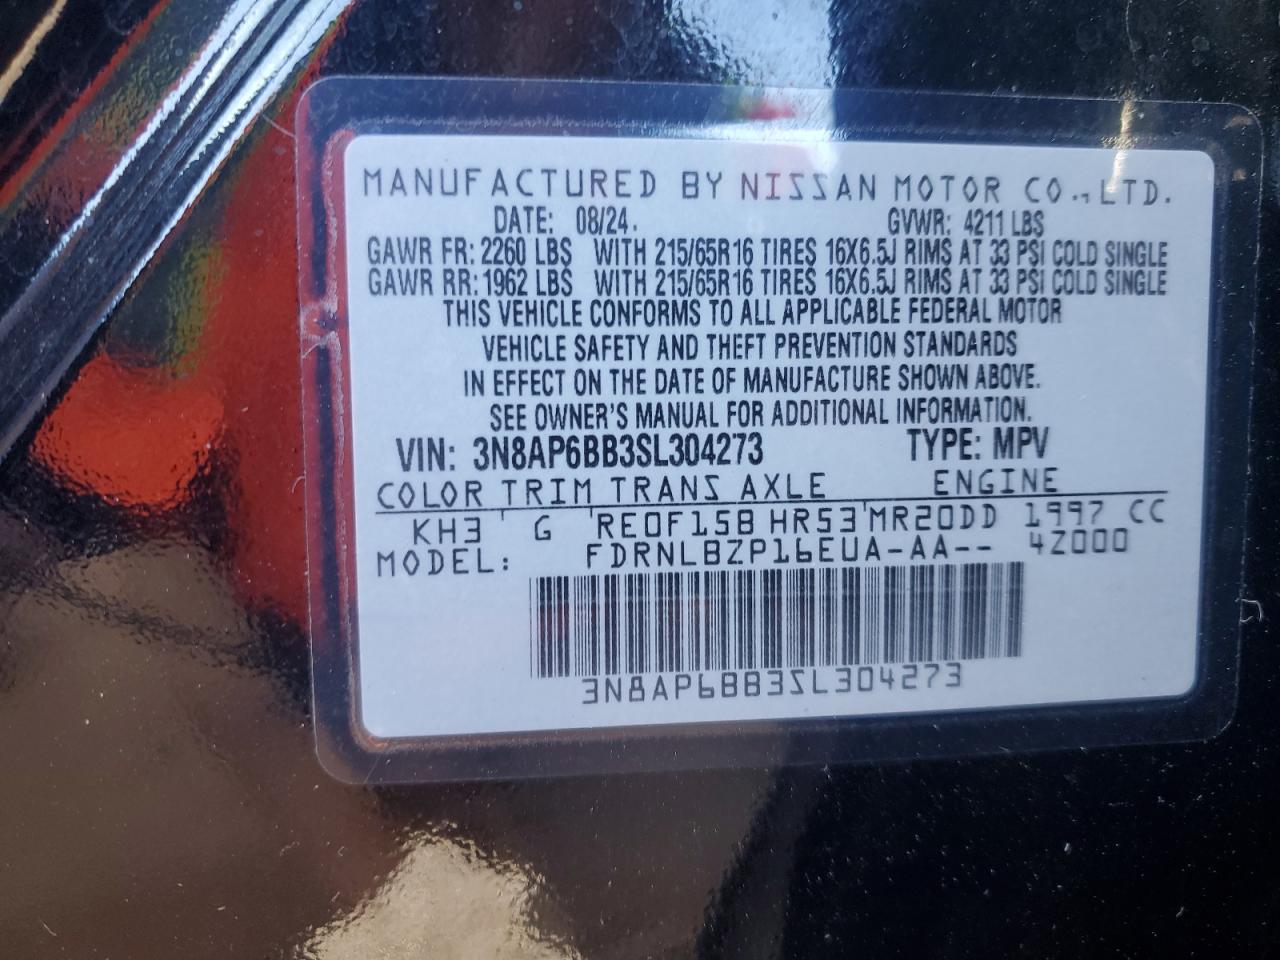 MANUFACTURED BY NISSAN MOTOR CO., LTD.
DATE: 08/24. GVWR: 4211 LBS
GAWR FR: 2260 LBS WITH 215/65R16 TIRES 16X6.5J RIMS AT 33 PSI COLD SINGLE
GAWR RR: 1962 LBS WITH 215/65R16 TIRES 16X6.5J RIMS AT 33 PSI COLD SINGLE
THIS VEHICLE CONFORMS TO ALL APPLICABLE FEDERAL MOTOR
VEHICLE SAFETY AND THEFT PREVENTION STANDARDS
IN EFFECT ON THE DATE OF MANUFACTURE SHOWN ABOVE.
SEE OWNER'S MANUAL FOR ADDITIONAL INFORMATION.
VIN: 3N8AP6BB3SL304273 TYPE: MPV
COLOR TRIM TRANS AXLE ENGINE
KH3 G RE0F15B HR53 MR20DD 1997 CC
MODEL: FDRNLBZP16EUA-AA-- 4Z000
3N8AP6BB3SL304273